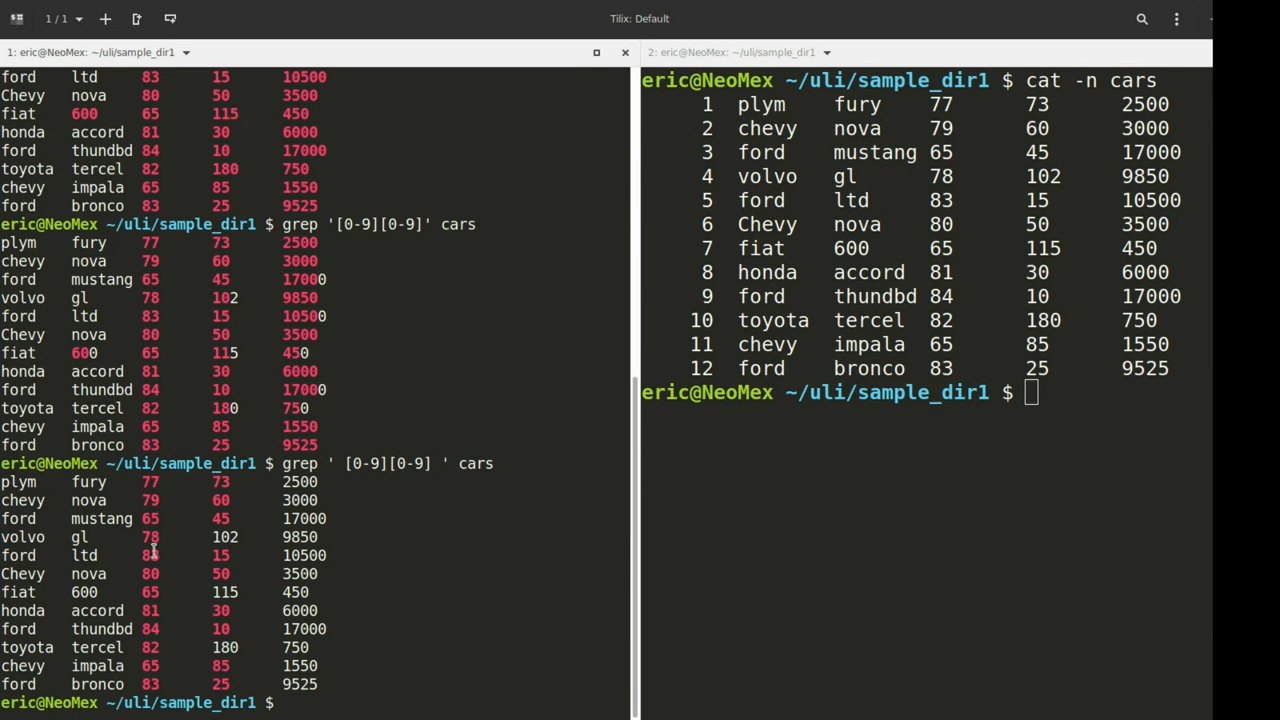 1 / 1
Tilix: Default
1: eric@NeoMex: ~/uli/sample_dir1
ford ltd 83 15 10500
Chevy nova 80 50 3500
fiat 600 65 115 450
honda accord 81 30 6000
ford thundbd 84 10 17000
toyota tercel 82 180 750
chevy impala 65 85 1550
ford bronco 83 25 9525
eric@NeoMex ~/uli/sample_dir1 $ grep '[0-9][0-9]' cars
plym fury 77 73 2500
chevy nova 79 60 3000
ford mustang 65 45 17000
volvo gl 78 102 9850
ford ltd 83 15 10500
Chevy nova 80 50 3500
fiat 600 65 115 450
honda accord 81 30 6000
ford thundbd 84 10 17000
toyota tercel 82 180 750
chevy impala 65 85 1550
ford bronco 83 25 9525
eric@NeoMex ~/uli/sample_dir1 $ grep ' [0-9][0-9] ' cars
plym fury 77 73 2500
chevy nova 79 60 3000
ford mustang 65 45 17000
volvo gl 78 102 9850
ford ltd 83 15 10500
Chevy nova 80 50 3500
fiat 600 65 115 450
honda accord 81 30 6000
ford thundbd 84 10 17000
toyota tercel 82 180 750
chevy impala 65 85 1550
ford bronco 83 25 9525
eric@NeoMex ~/uli/sample_dir1 $
2: eric@NeoMex: ~/uli/sample_dir1
eric@NeoMex ~/uli/sample_dir1 $ cat -n cars
1 plym fury 77 73 2500
2 chevy nova 79 60 3000
3 ford mustang 65 45 17000
4 volvo gl 78 102 9850
5 ford ltd 83 15 10500
6 Chevy nova 80 50 3500
7 fiat 600 65 115 450
8 honda accord 81 30 6000
9 ford thundbd 84 10 17000
10 toyota tercel 82 180 750
11 chevy impala 65 85 1550
12 ford bronco 83 25 9525
eric@NeoMex ~/uli/sample_dir1 $